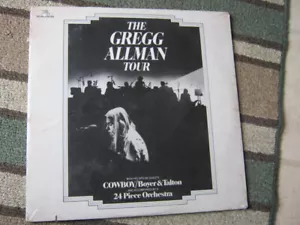 THE
GREGG
ALLMAN
TOUR
COWBOY/Boyer & Talton
24 Piece Orchestra